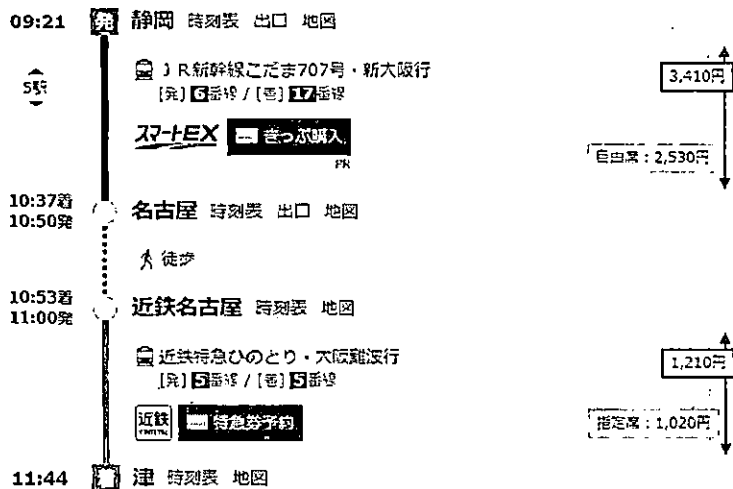 09:21 発 静岡 時刻表 出口 地図
5駅
JR新幹線こだま707号・新大阪行
3,410円
[発] 6番線 / [着] 17番線
スマートEX きっぷ購入
PR
自由席:2,530円
10:37着
10:50発
名古屋 時刻表 出口 地図
徒歩
10:53着
11:00発
近鉄名古屋 時刻表 地図
近鉄特急ひのとり・大阪難波行
1,210円
[発] 5番線 / [着] 5番線
近鉄 特急券予約
指定席:1,020円
11:44 着 津 時刻表 地図